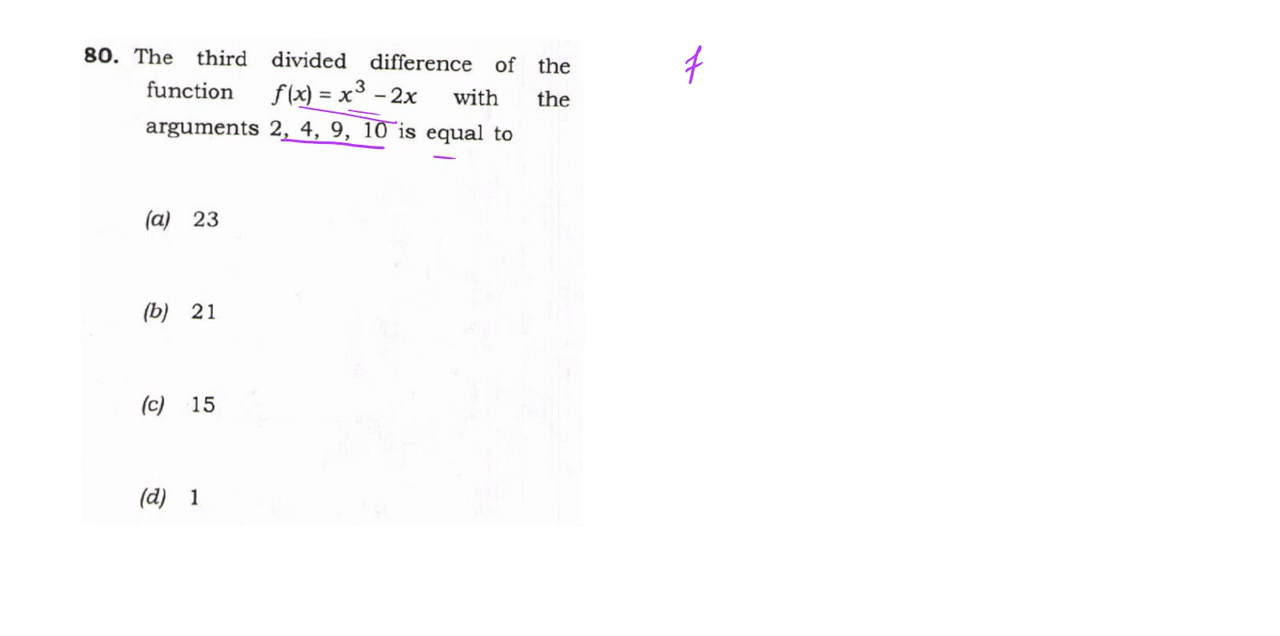 80. The third divided difference of the
function f(x) = x³ – 2x with the
arguments 2, 4, 9, 10 is equal to
(a) 23
(b) 21
(c) 15
(d) 1